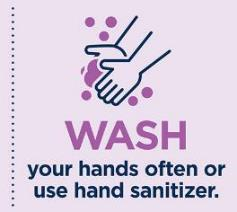 WASH
your hands often or
use hand sanitizer.